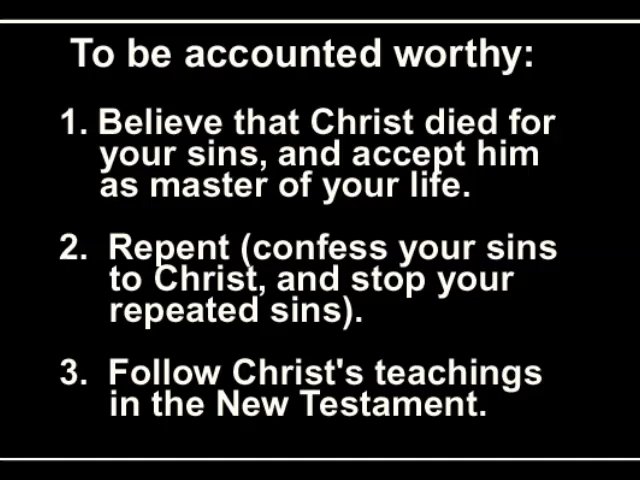 To be accounted worthy:
1. Believe that Christ died for
your sins, and accept him
as master of your life.
2. Repent (confess your sins
to Christ, and stop your
repeated sins).
3. Follow Christ's teachings
in the New Testament.